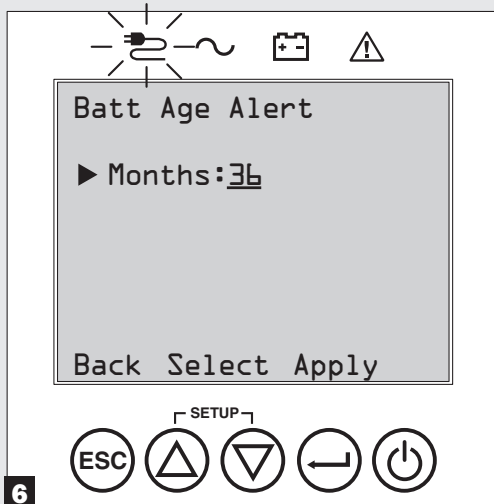 Batt Age Alert
▶ Months:36
Back Select Apply
SETUP
ESC
6